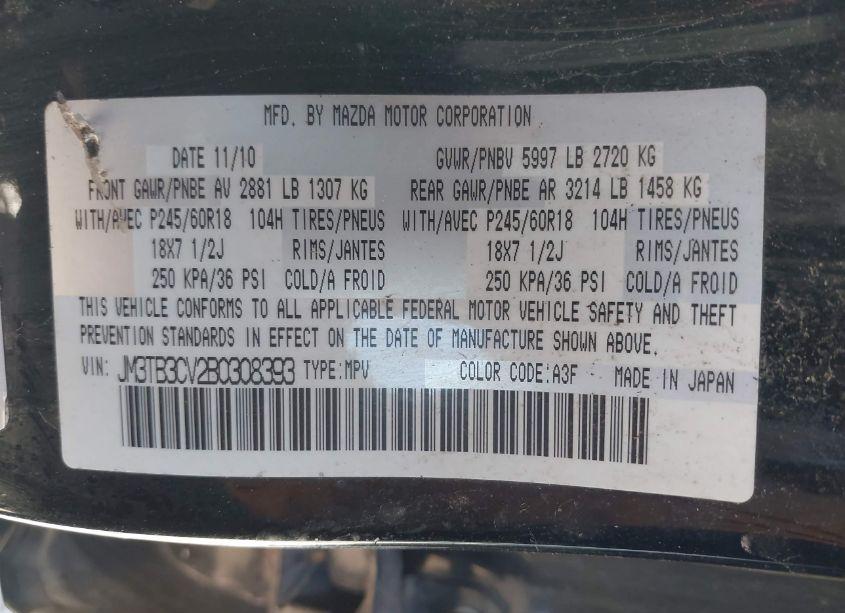 MFD. BY MAZDA MOTOR CORPORATION
DATE 11/10 GVWR/PNBV 5997 LB 2720 KG
FRONT GAWR/PNBE AV 2881 LB 1307 KG REAR GAWR/PNBE AR 3214 LB 1458 KG
WITH/AVEC P245/60R18 104H TIRES/PNEUS WITH/AVEC P245/60R18 104H TIRES/PNEUS
18X7 1/2J RIMS/JANTES 18X7 1/2J RIMS/JANTES
250 KPA/36 PSI COLD/A FROID 250 KPA/36 PSI COLD/A FROID
THIS VEHICLE CONFORMS TO ALL APPLICABLE FEDERAL MOTOR VEHICLE SAFETY AND THEFT
PREVENTION STANDARDS IN EFFECT ON THE DATE OF MANUFACTURE SHOWN ABOVE.
VIN: JM3TB3CV2B0308393 TYPE:MPV COLOR CODE:A3F MADE IN JAPAN